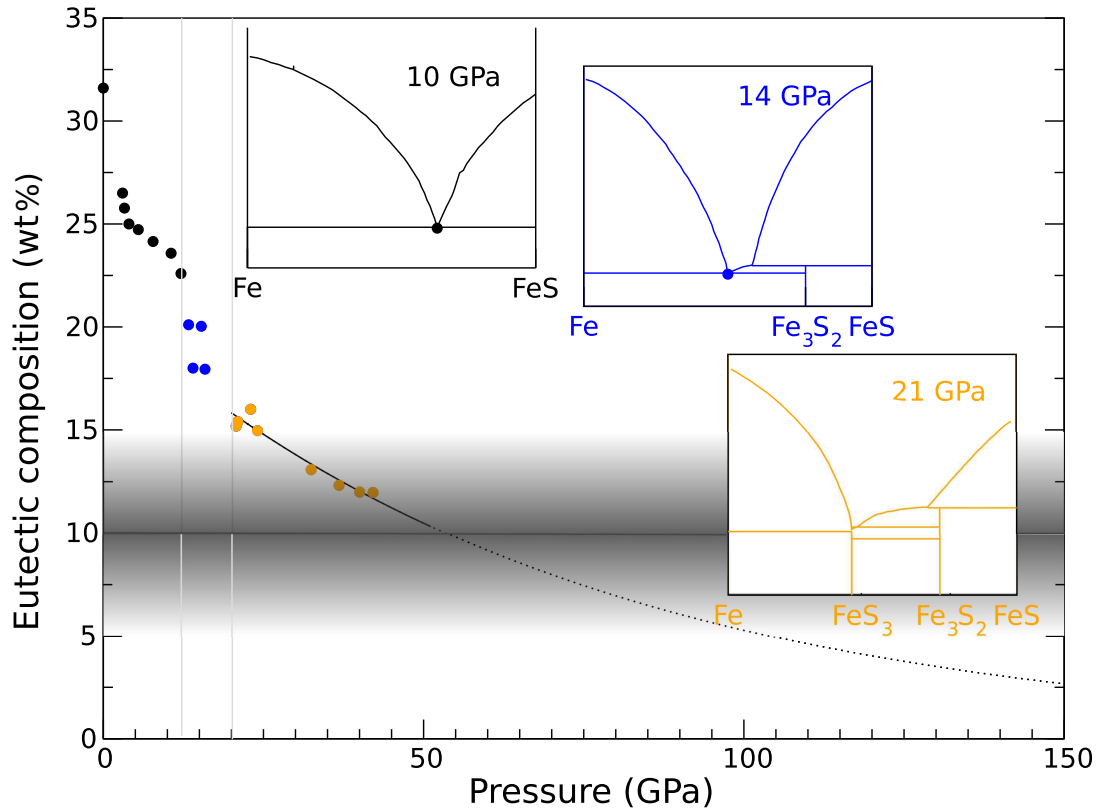 35
30
25
20
15
10
5
0
Eutectic composition (wt%)
0
50
100
150
Pressure (GPa)
10 GPa
Fe
FeS
14 GPa
Fe
Fe3S2
FeS
21 GPa
Fe
FeS3
Fe3S2
FeS